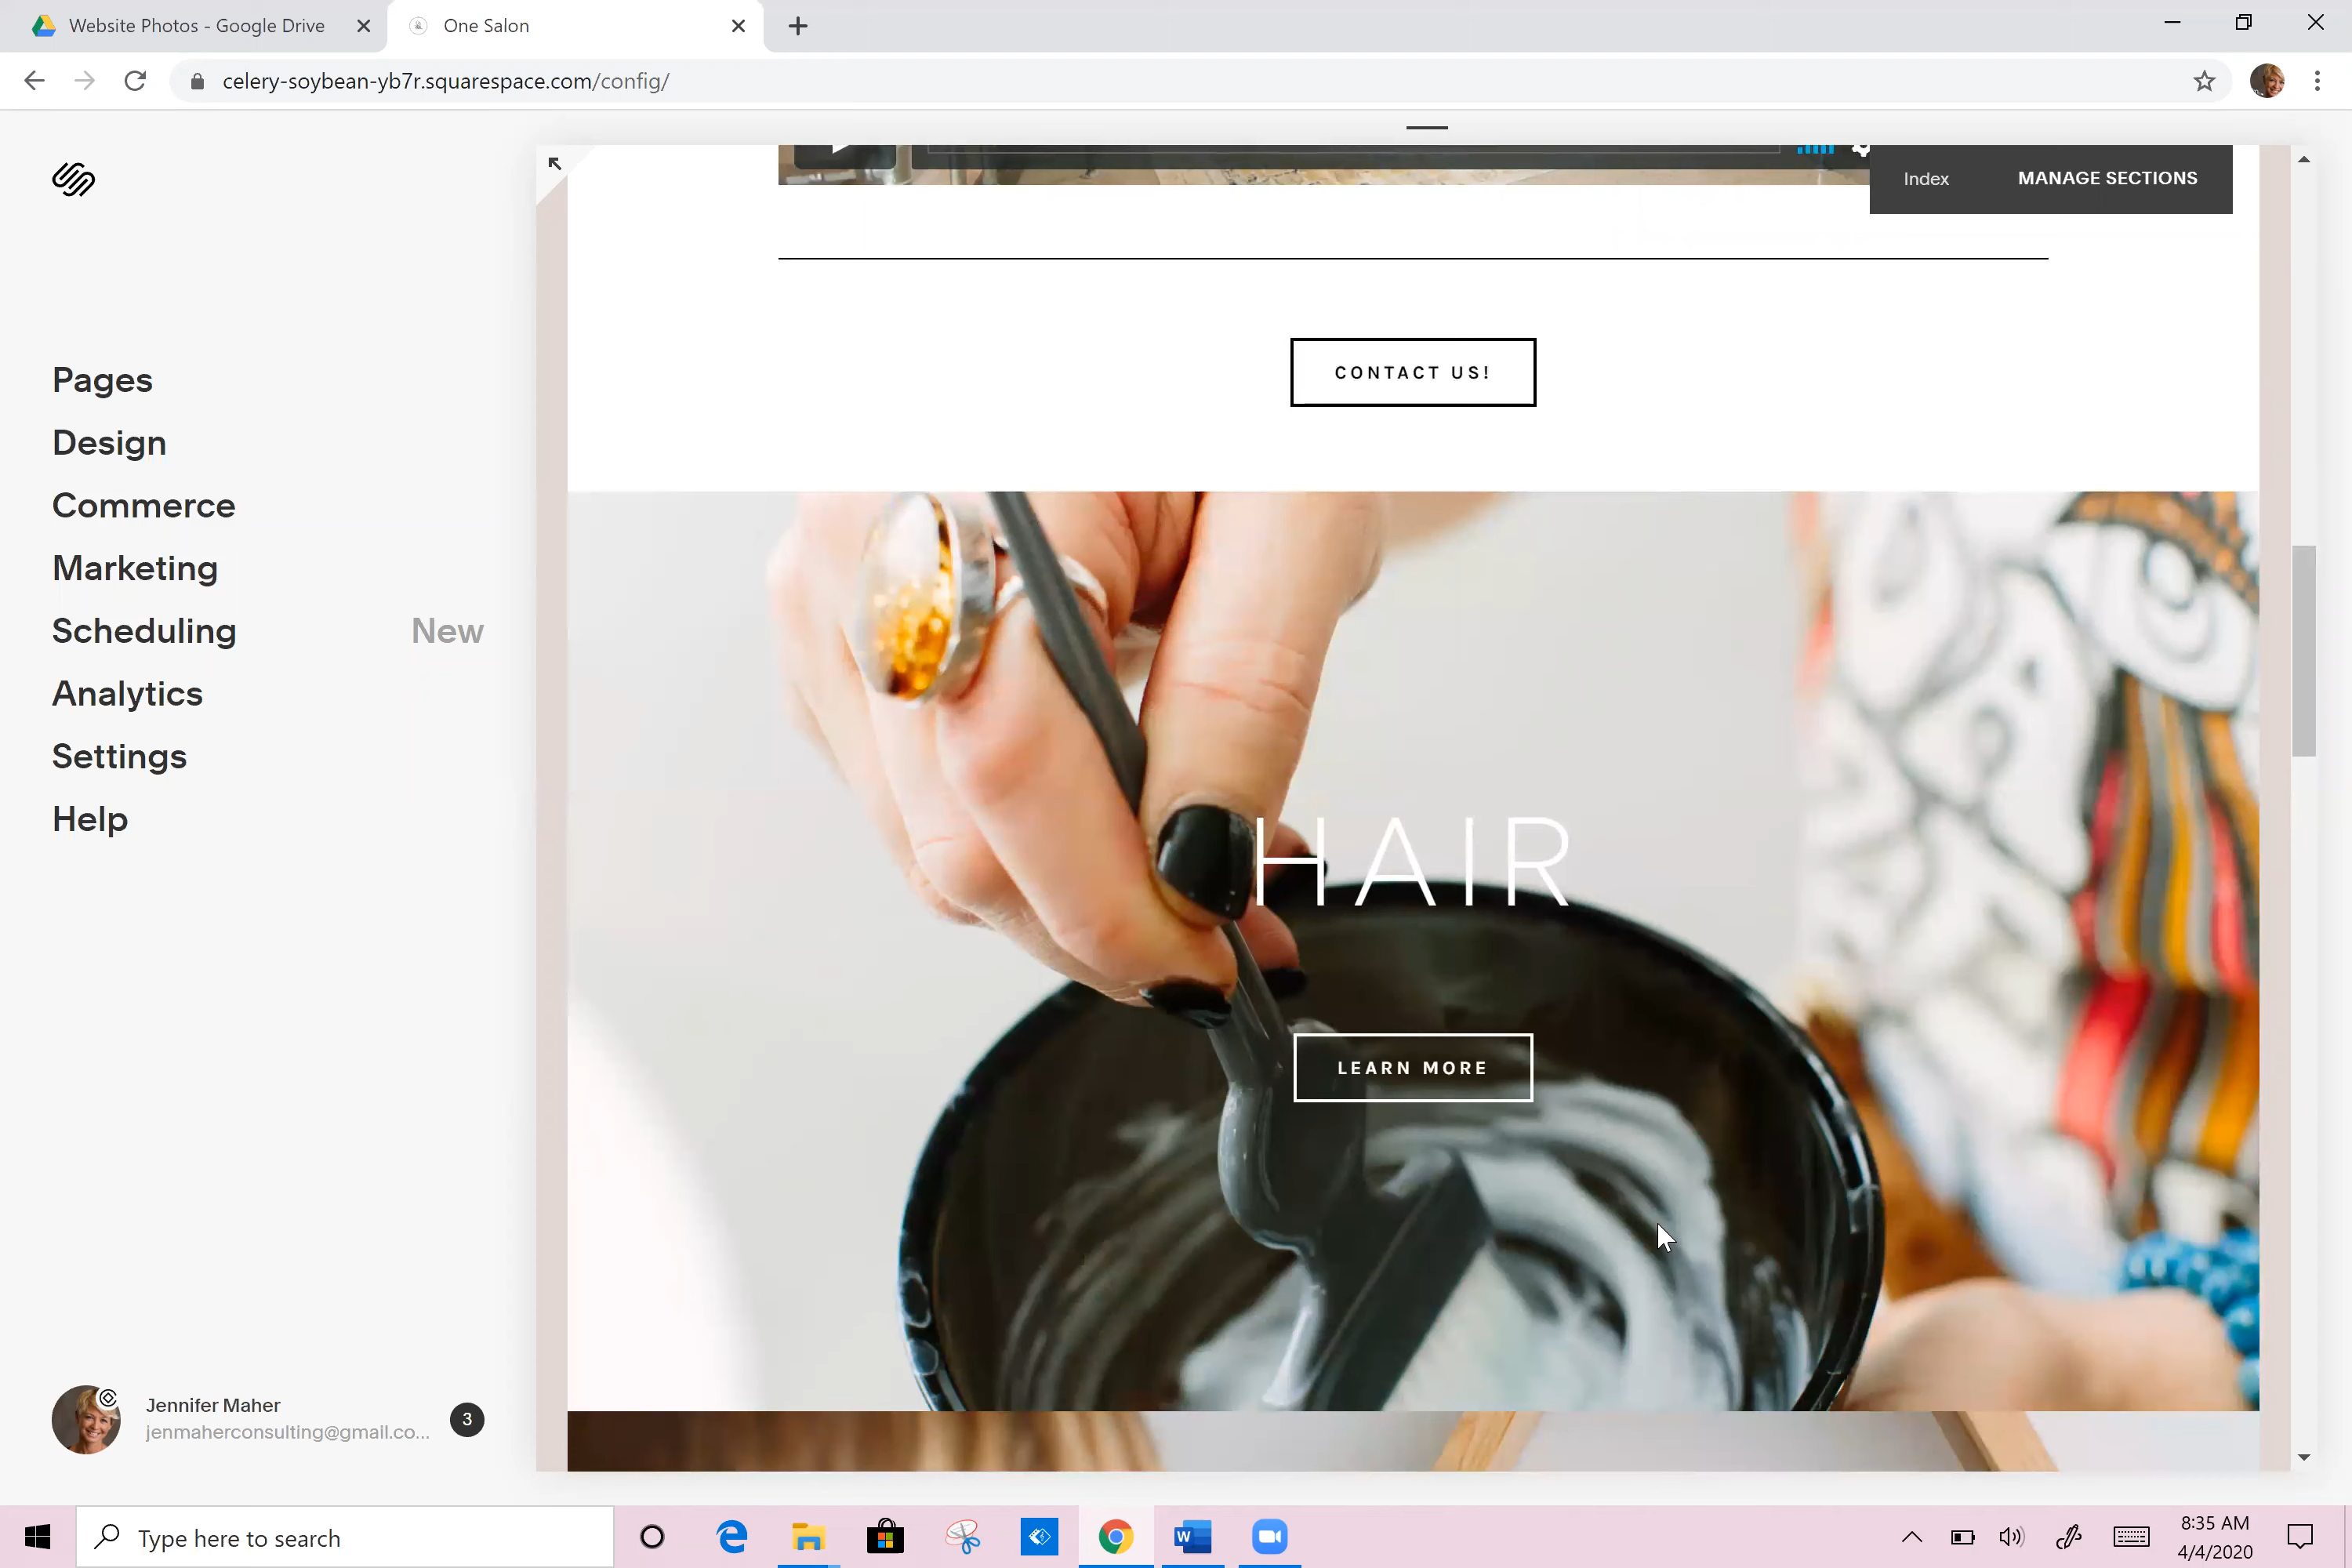 Website Photos - Google Drive
One Salon
celery-soybean-yb7r.squarespace.com/config/
Index MANAGE SECTIONS
Pages
Design
Commerce
Marketing
Scheduling New
Analytics
Settings
Help
CONTACT US!
HAIR
LEARN MORE
Jennifer Maher
jenmaherconsulting@gmail.co...
3
Type here to search
W
8:35 AM
4/4/2020